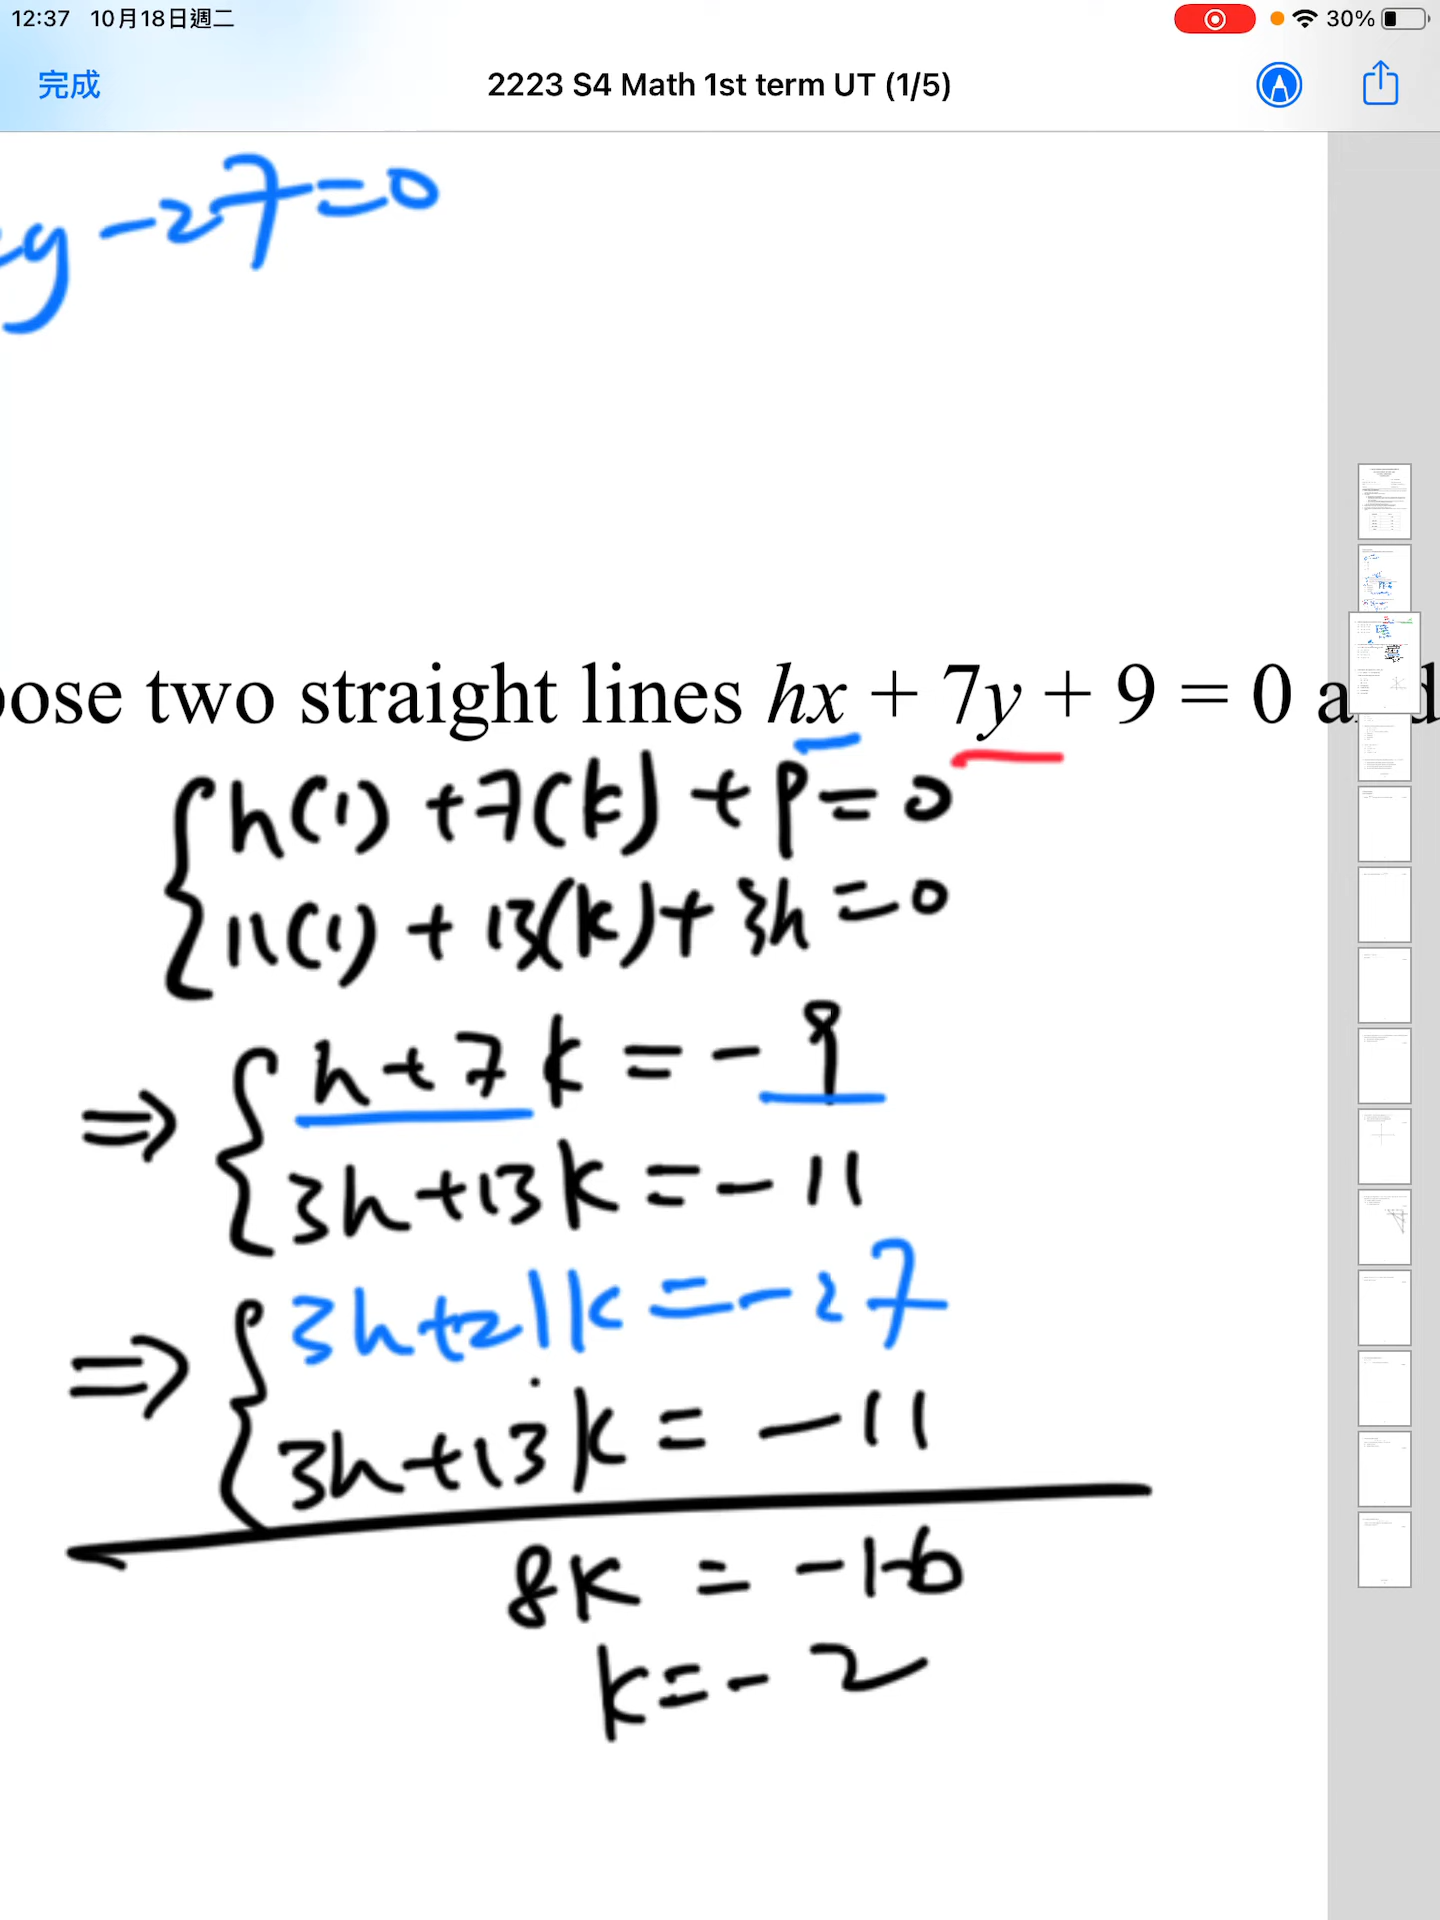 12:37 10月18日週二 30%
完成 2223 S4 Math 1st term UT (1/5)
y-27=0
ose two straight lines hx + 7y + 9 = 0 a d
h(1) +7(k) + 9 = 0
11(1) + 13(k) + 3h = 0
⇒ h+7k = -9
3h+13k = -11
⇒ 3h+21k = -27
3h+13k = -11
8k = -16
k = -2